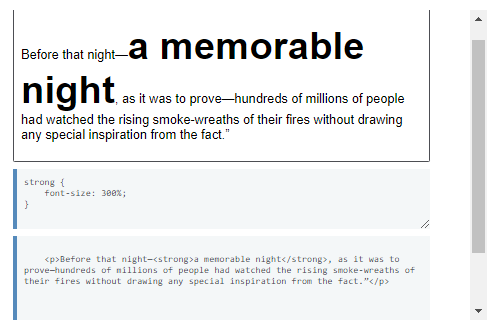 Before that night—a memorable
night, as it was to prove—hundreds of millions of people
had watched the rising smoke-wreaths of their fires without drawing
any special inspiration from the fact.”
strong {
    font-size: 300%;
}
<p>Before that night—<strong>a memorable night</strong>, as it was to
prove—hundreds of millions of people had watched the rising smoke-wreaths of
their fires without drawing any special inspiration from the fact.”</p>